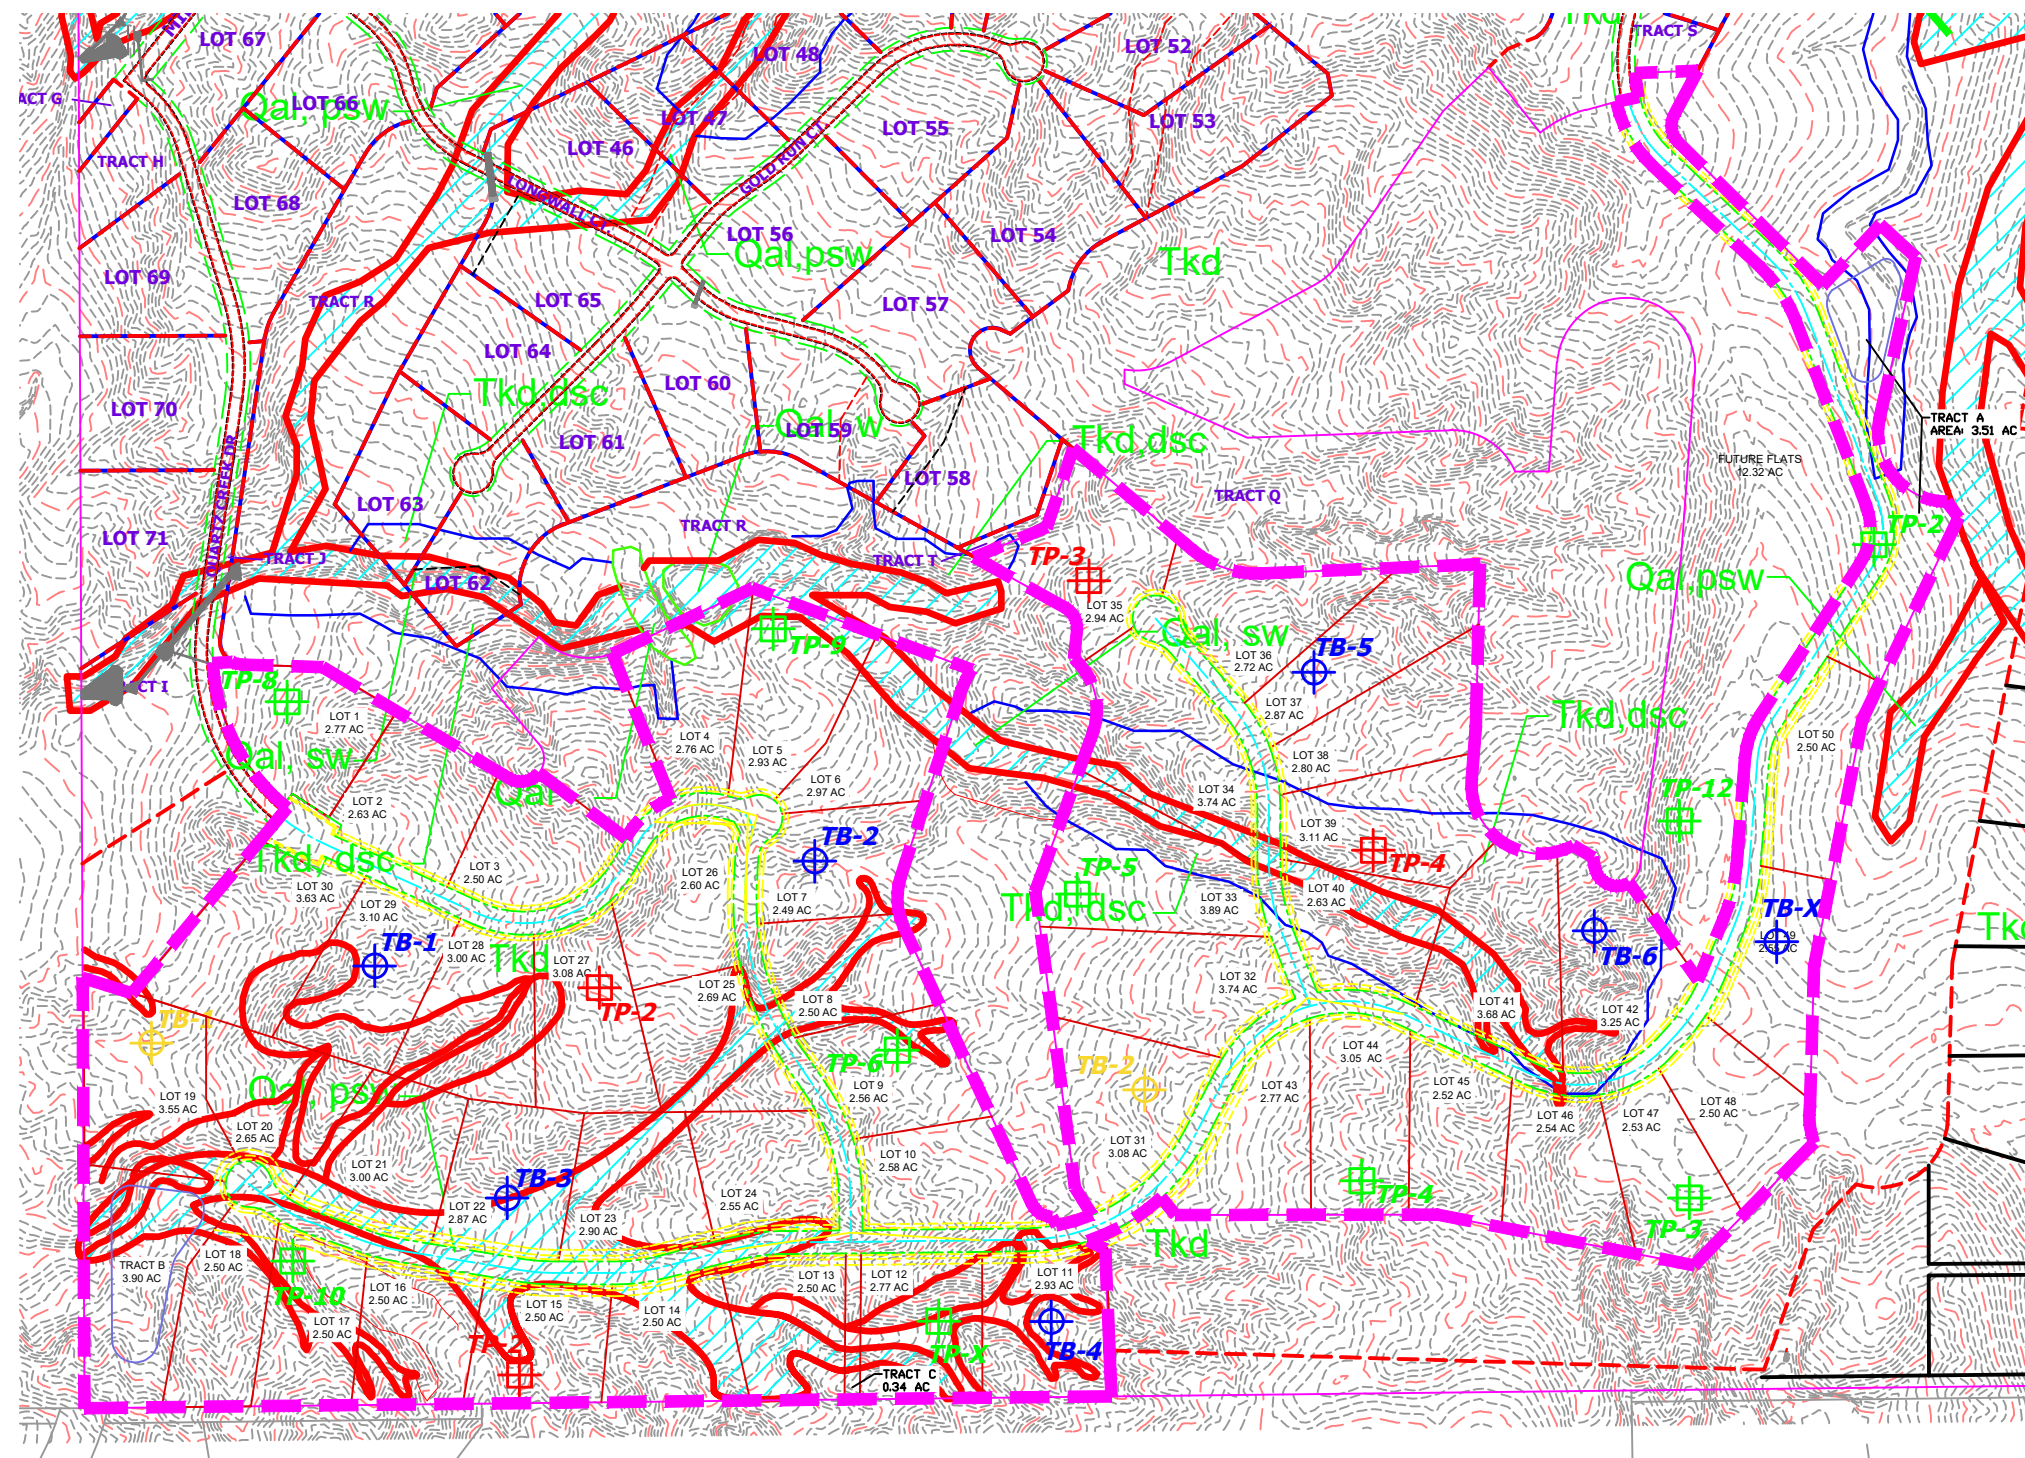 LOT 67
LOT 48
LOT 52
TRACT S
ACT G
Qal, psw
LOT 66
LOT 47
LOT 55
LOT 53
TRACT H
LOT 46
GOLD RUN CT
LONGWALL CT
LOT 68
LOT 56
Qal,psw
LOT 54
Tkd
LOT 69
TRACT R
LOT 65
LOT 57
LOT 64
LOT 60
Tkd,dsc
LOT 70
LOT 61
LOT 59
Tkd,dsc
TRACT A
AREA: 3.51 AC
QUARTZ CREEK DR
FUTURE FLATS
12.32 AC
LOT 58
TRACT Q
LOT 63
LOT 71
TRACT R
TP-2
TRACT J
TRACT T
TP-3
LOT 62
Qal,psw
LOT 35
2.94 AC
TP-9
Qal, sw
TB-5
LOT 36
2.72 AC
TP-8
LOT 37
2.87 AC
Tkd,dsc
LOT 1
2.77 AC
LOT 4
2.76 AC
LOT 5
2.93 AC
LOT 50
2.50 AC
Qal, sw
LOT 38
2.80 AC
LOT 6
2.97 AC
Qal
LOT 34
3.74 AC
TP-12
LOT 2
2.63 AC
LOT 39
3.11 AC
TB-2
TP-4
Tkd, dsc
LOT 3
2.50 AC
LOT 26
2.60 AC
TP-5
LOT 30
3.63 AC
LOT 40
2.63 AC
LOT 7
2.49 AC
LOT 33
3.89 AC
Tkd, dsc
LOT 29
3.10 AC
TB-X
LOT 49
TB-1
LOT 28
3.00 AC
Tkd
TB-6
LOT 27
3.08 AC
LOT 32
3.74 AC
LOT 25
2.69 AC
LOT 8
2.50 AC
TP-2
LOT 41
3.68 AC
LOT 42
3.25 AC
TB-1
TP-6
TB-2
LOT 44
3.05 AC
LOT 9
2.56 AC
LOT 43
2.77 AC
LOT 45
2.52 AC
Qal, psw
LOT 19
3.55 AC
LOT 48
2.50 AC
LOT 46
2.54 AC
LOT 47
2.53 AC
LOT 20
2.65 AC
LOT 31
3.08 AC
LOT 10
2.58 AC
LOT 21
3.00 AC
TB-3
TP-4
LOT 24
2.55 AC
LOT 22
2.87 AC
LOT 23
2.90 AC
TP-3
Tkd
LOT 18
2.50 AC
TRACT B
3.90 AC
LOT 13
2.50 AC
LOT 12
2.77 AC
LOT 11
2.93 AC
LOT 16
2.50 AC
TP-10
LOT 15
2.50 AC
LOT 14
2.50 AC
LOT 17
2.50 AC
TP-X
TB-4
TRACT C
0.34 AC